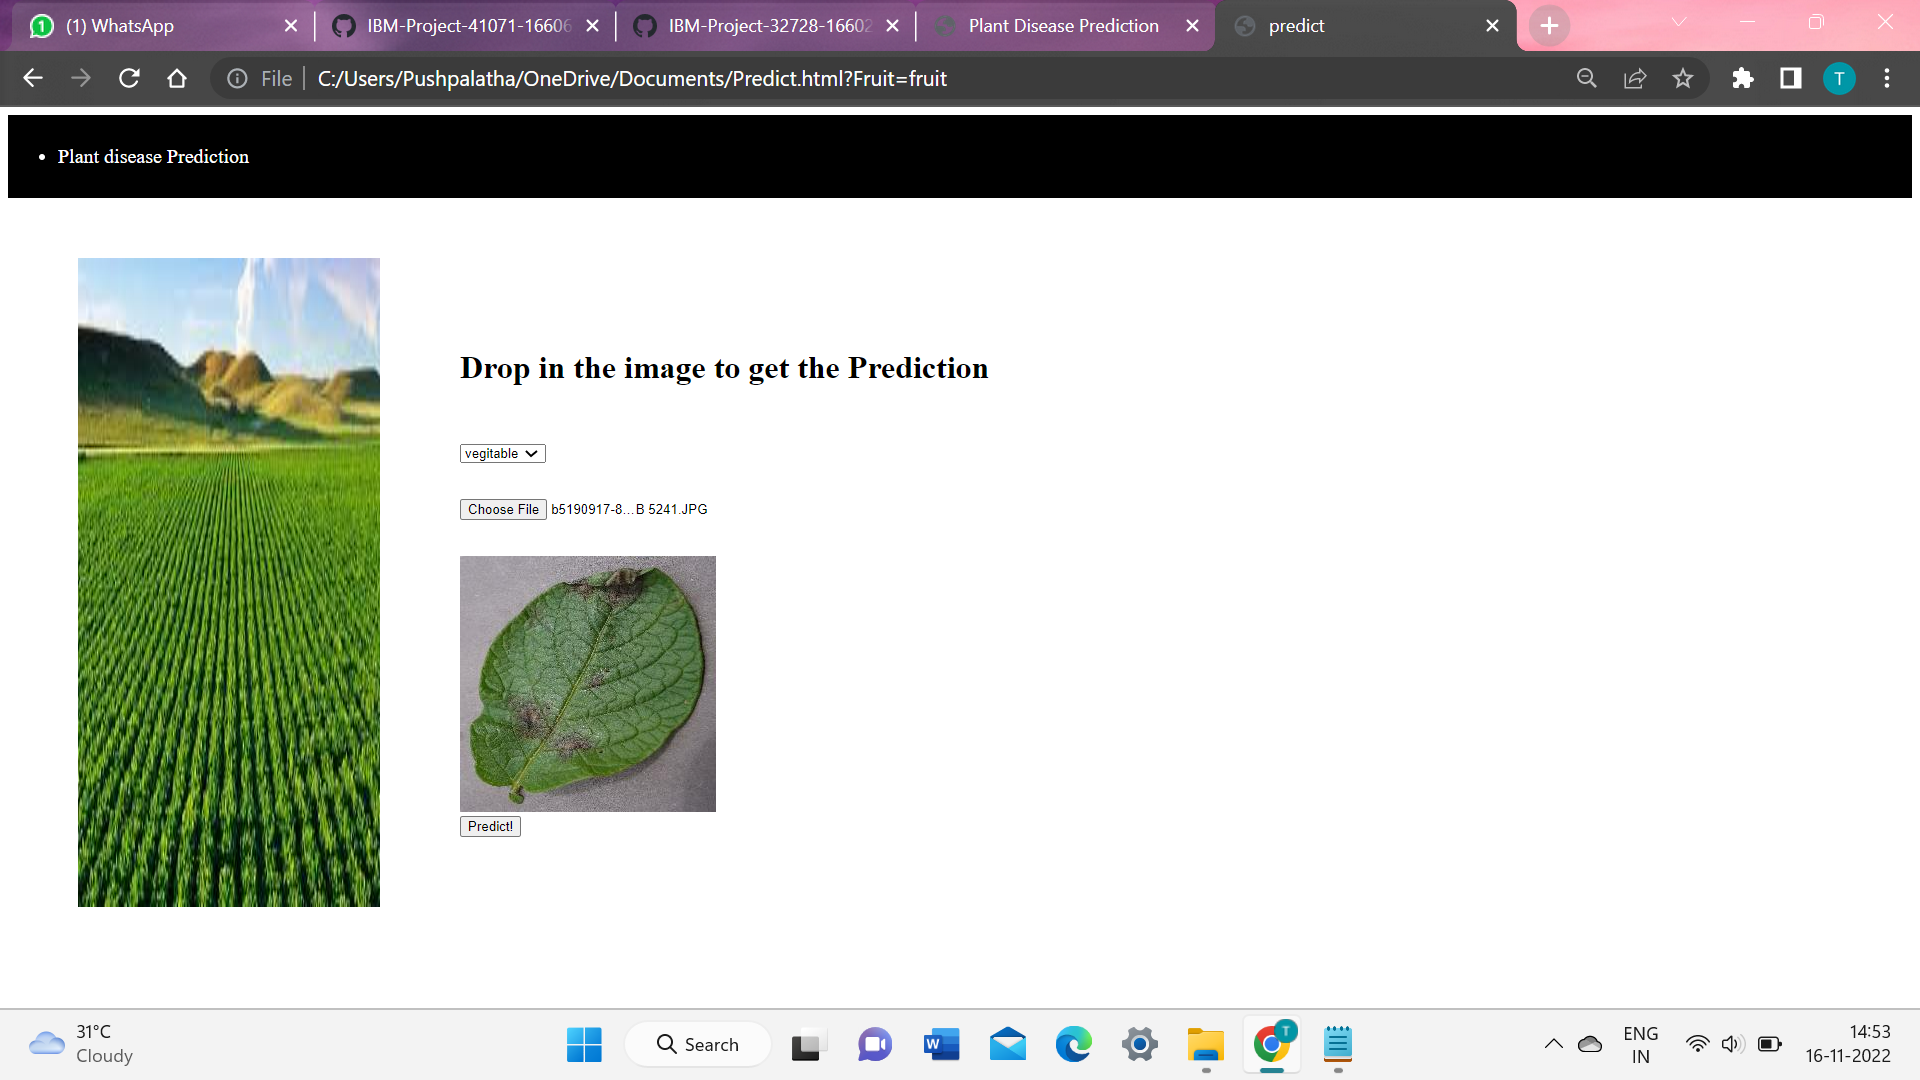 (1) WhatsApp
IBM-Project-41071-16606
IBM-Project-32728-16602
Plant Disease Prediction
predict
File
C:/Users/Pushpalatha/OneDrive/Documents/Predict.html?Fruit=fruit
T
Plant disease Prediction
Drop in the image to get the Prediction
vegitable
Choose File b5190917-8...B 5241.JPG
Predict!
31°C
Cloudy
Search
T
ENG
IN
14:53
16-11-2022